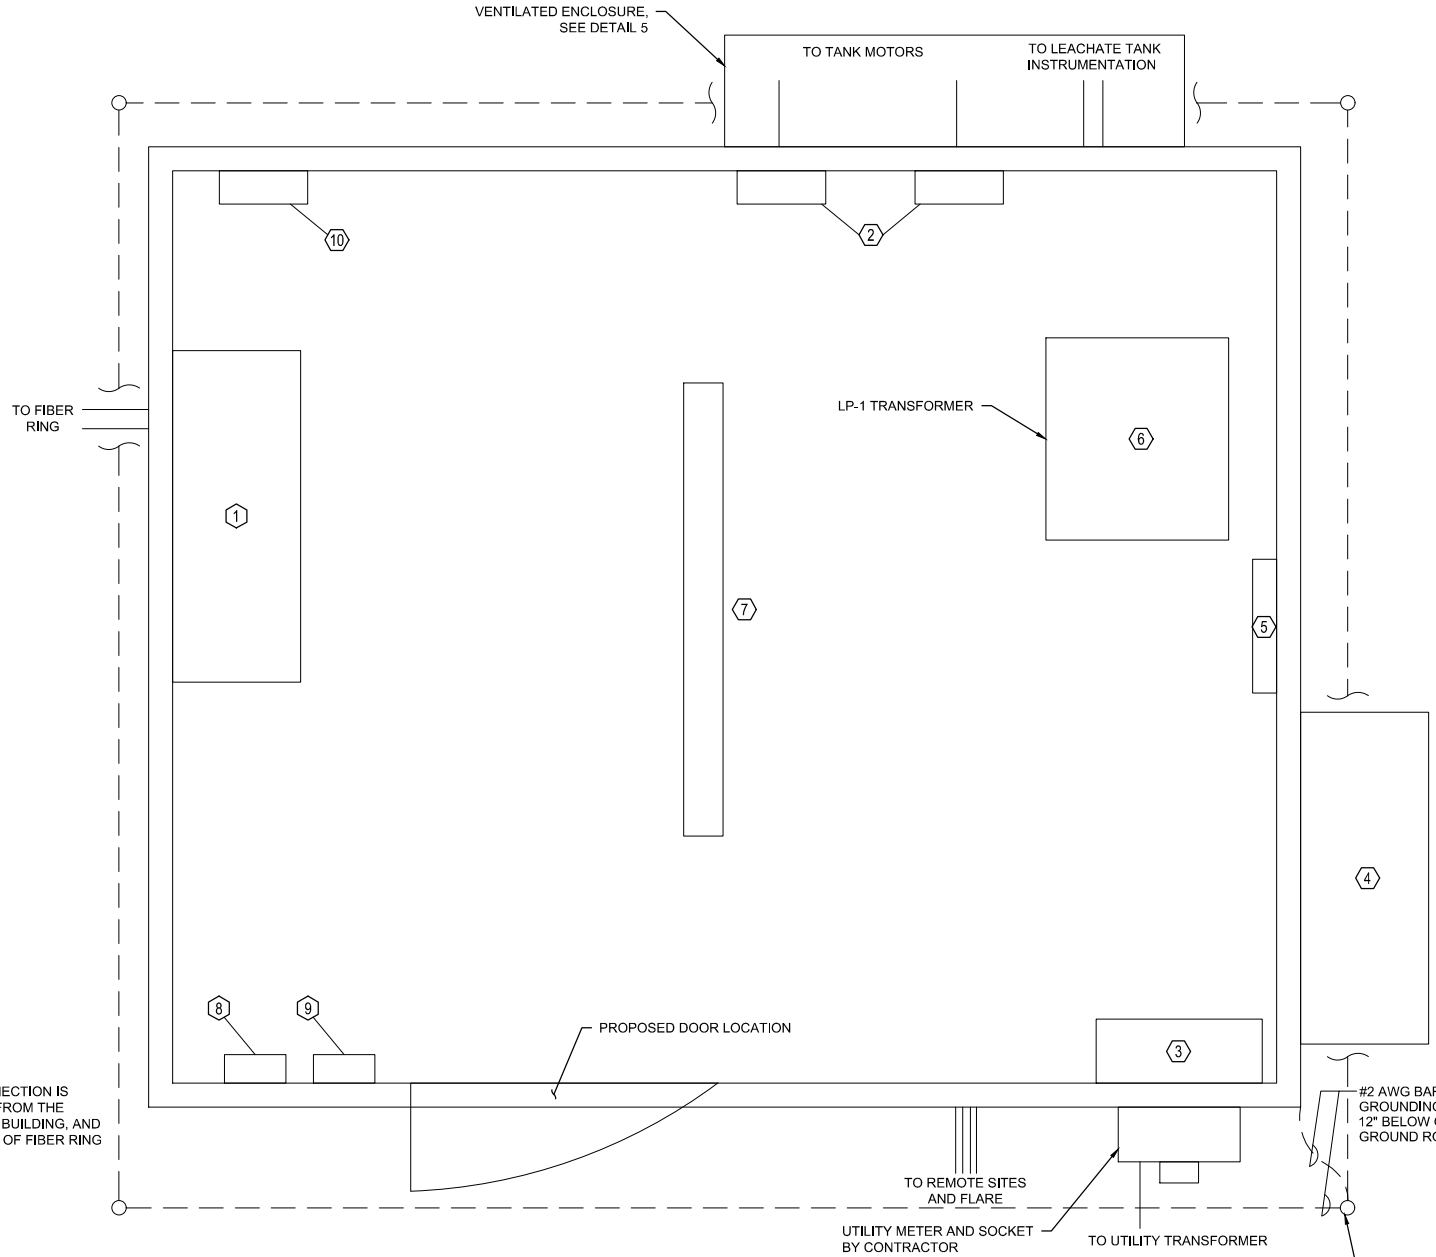 VENTILATED ENCLOSURE,
SEE DETAIL 5
TO TANK MOTORS
TO LEACHATE TANK
INSTRUMENTATION
10
2
TO FIBER
RING
LP-1 TRANSFORMER
6
1
7
5
4
8
9
PROPOSED DOOR LOCATION
3
IS
FROM THE
BUILDING, AND
OF FIBER RING
#2 AWG
12" BELOW
GROUND
TO REMOTE SITES
AND FLARE
UTILITY METER AND SOCKET
BY CONTRACTOR
TO UTILITY TRANSFORMER